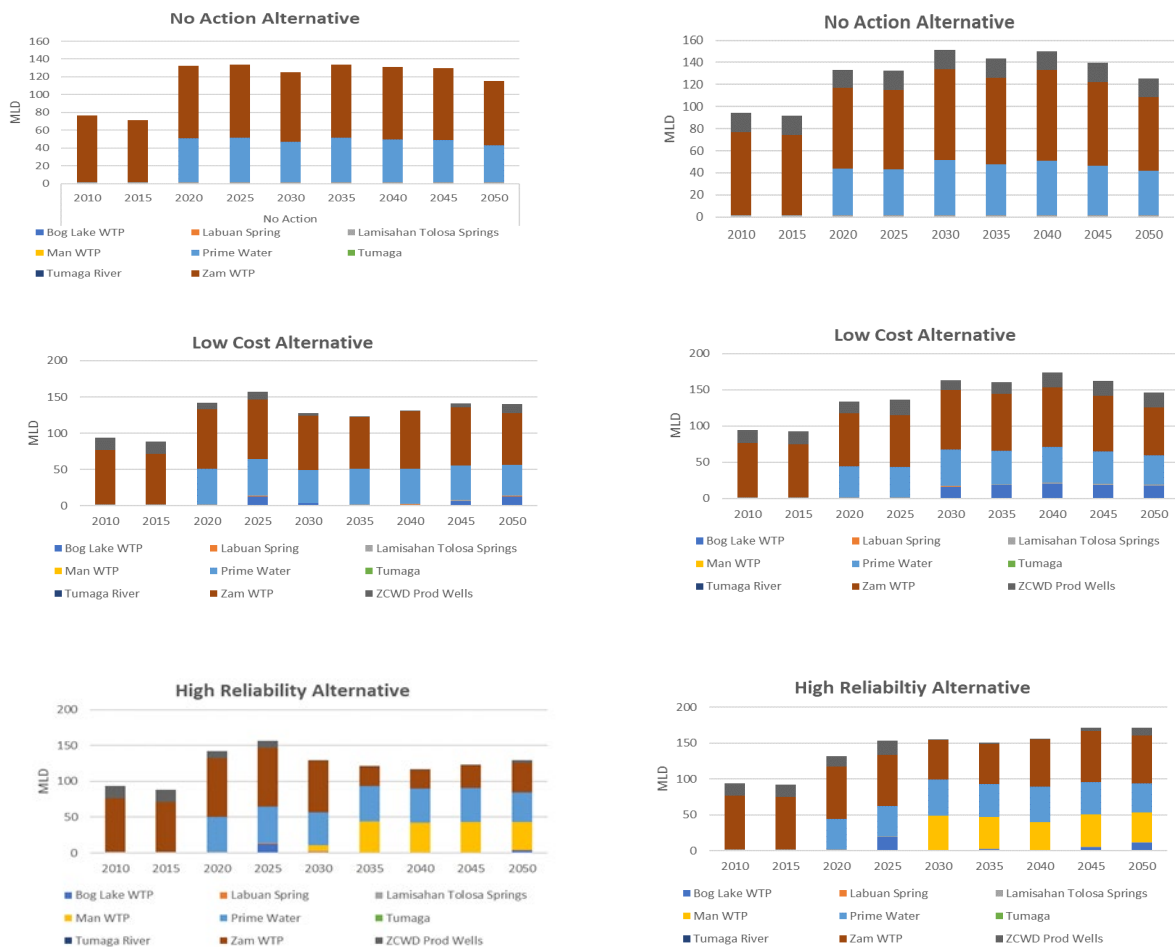 No Action Alternative
MLD
160
140
120
100
80
60
40
20
0
2010 2015 2020 2025 2030 2035 2040 2045 2050
No Action
Bog Lake WTP Labuan Spring Lamisahan Tolosa Springs
Man WTP Prime Water Tumaga
Tumaga River Zam WTP
No Action Alternative
MLD
160
140
120
100
80
60
40
20
0
2010 2015 2020 2025 2030 2035 2040 2045 2050
Low Cost Alternative
MLD
200
150
100
50
0
2010 2015 2020 2025 2030 2035 2040 2045 2050
Bog Lake WTP Labuan Spring Lamisahan Tolosa Springs
Man WTP Prime Water Tumaga
Tumaga River Zam WTP ZCWD Prod Wells
Low Cost Alternative
MLD
200
150
100
50
0
2010 2015 2020 2025 2030 2035 2040 2045 2050
Bog Lake WTP Labuan Spring Lamisahan Tolosa Springs
Man WTP Prime Water Tumaga
Tumaga River Zam WTP ZCWD Prod Wells
High Reliability Alternative
MLD
200
150
100
50
0
2010 2015 2020 2025 2030 2035 2040 2045 2050
Bog Lake WTP Labuan Spring Lamisahan Tolosa Springs
Man WTP Prime Water Tumaga
Tumaga River Zam WTP ZCWD Prod Wells
High Reliabiltiy Alternative
MLD
200
150
100
50
0
2010 2015 2020 2025 2030 2035 2040 2045 2050
Bog Lake WTP Labuan Spring Lamisahan Tolosa Springs
Man WTP Prime Water Tumaga
Tumaga River Zam WTP ZCWD Prod Wells